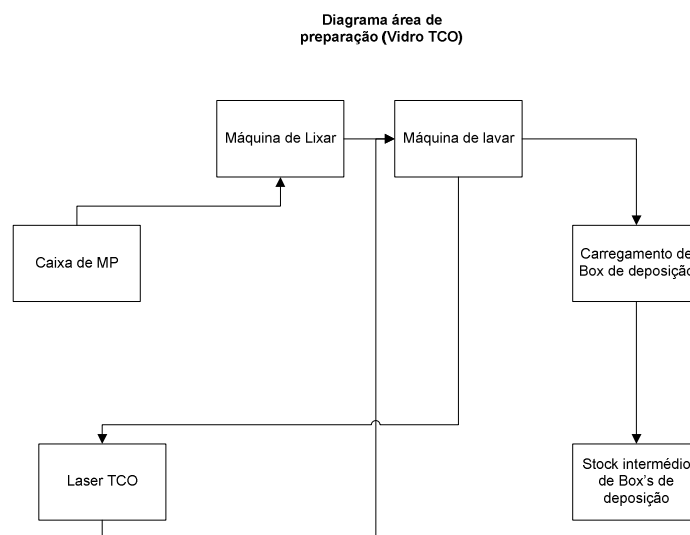 Diagrama área de
preparação (Vidro TCO)
Máquina de Lixar
Máquina de lavar
Caixa de MP
Carregamento de
Box de deposição
Laser TCO
Stock intermédio
de Box's de
deposição